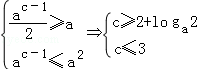 { a^(c-1)/2 ⩾ a ⇒ { c⩾2+log_a 2
a^(c-1) ⩽ a^2 c⩽3